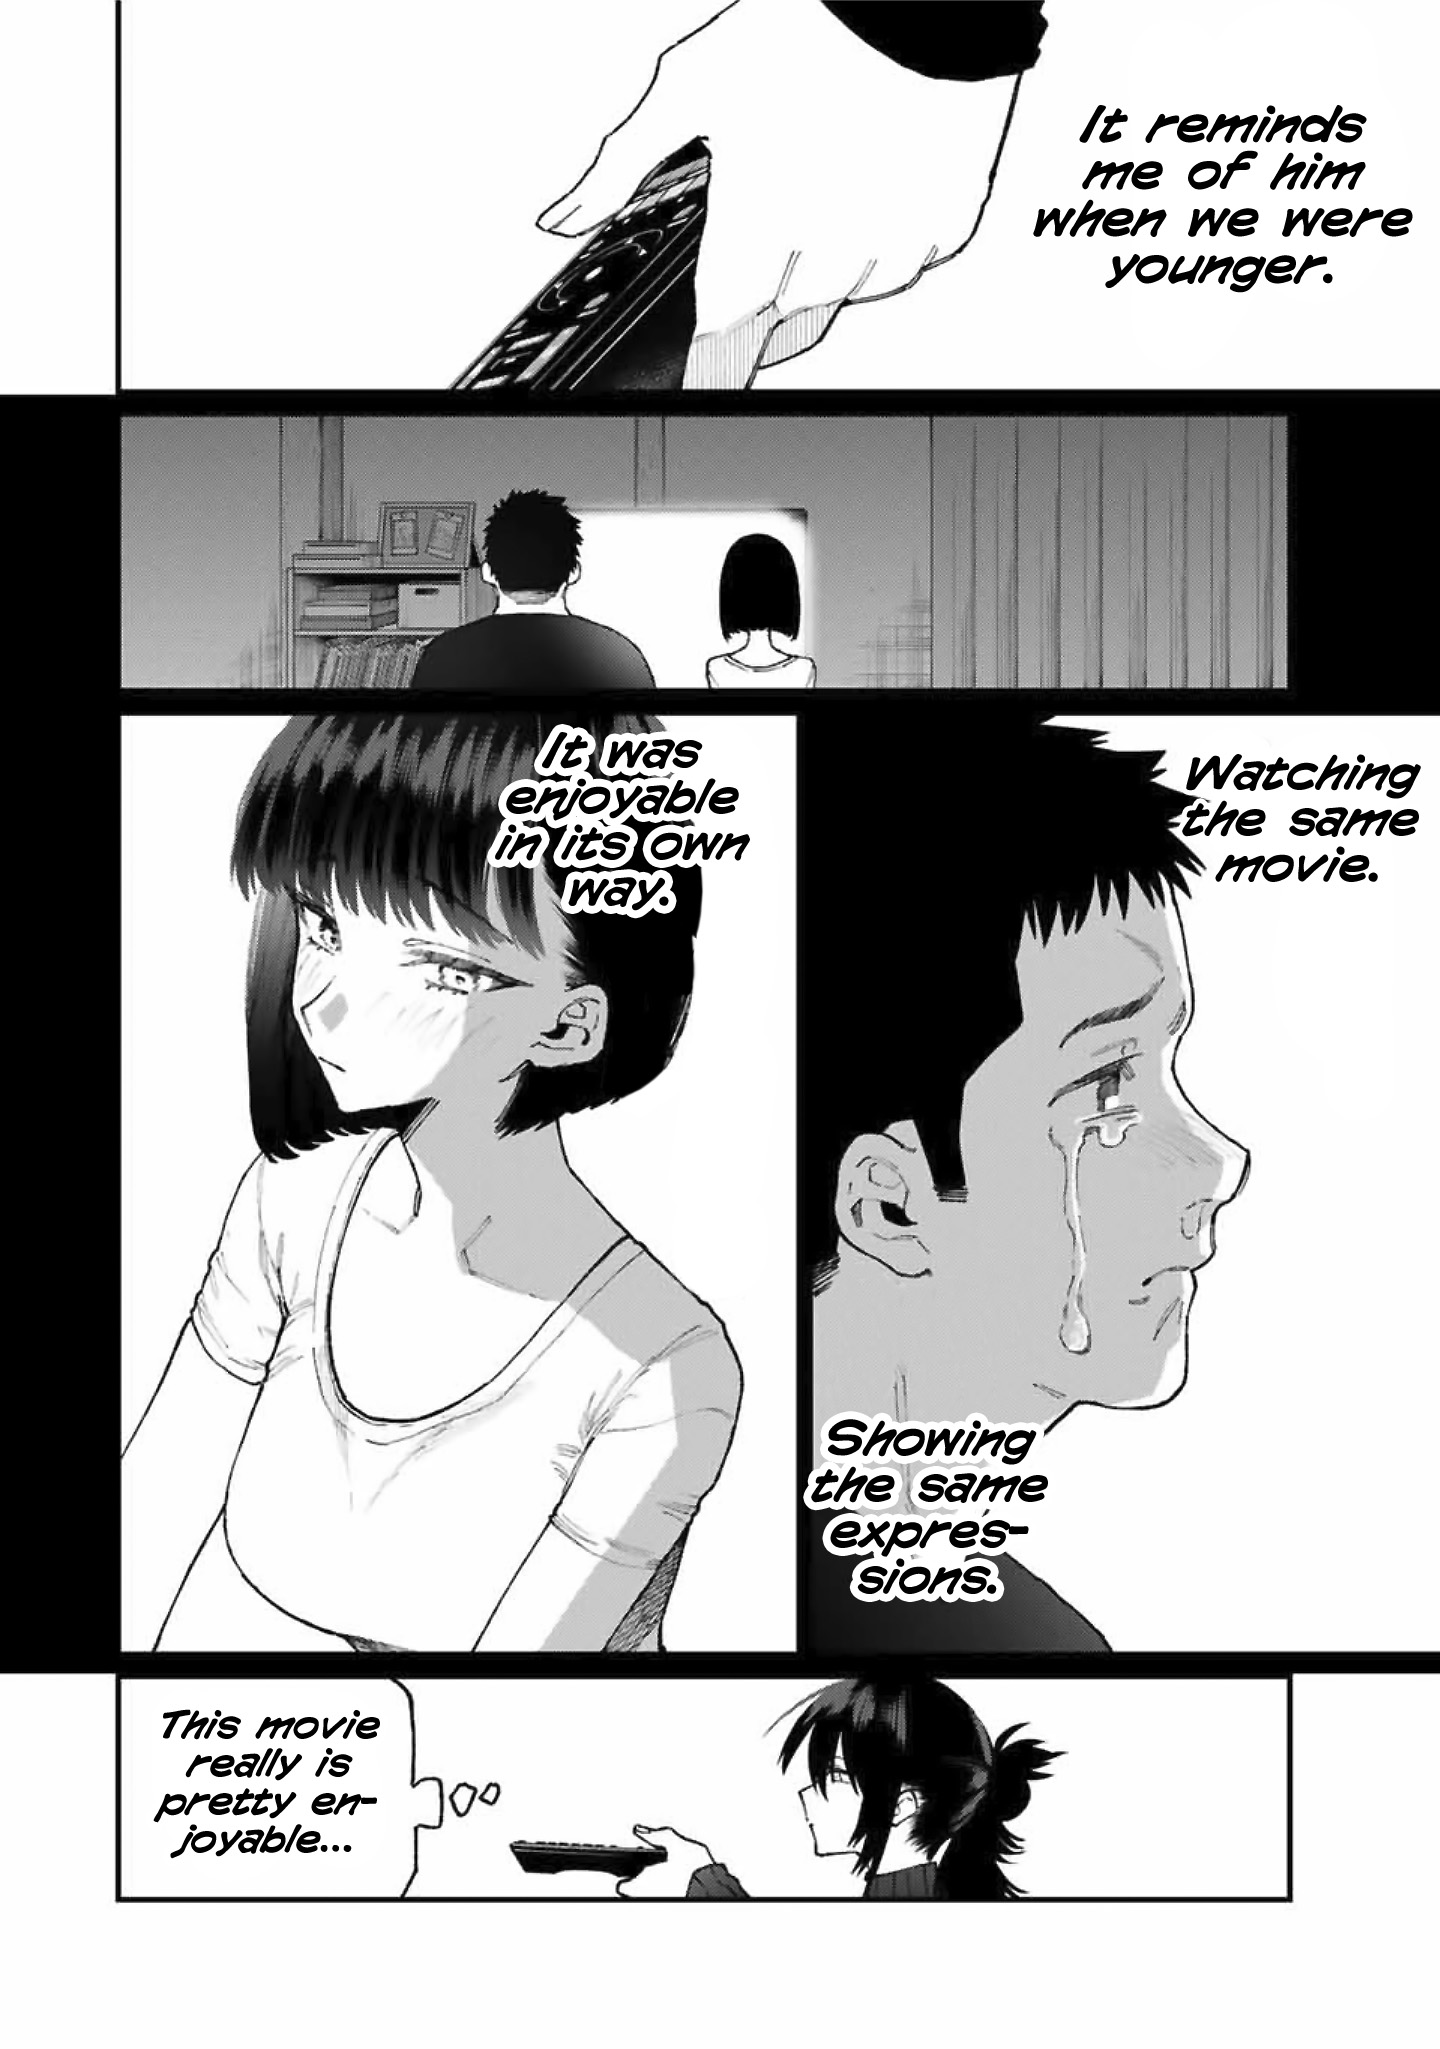 It reminds
me of him
when we were
younger.
Watching
the same
movie.
Showing
the same
expres-
sions.
It was
enjoyable
in its own
way.
This movie
really is
pretty en-
joyable...